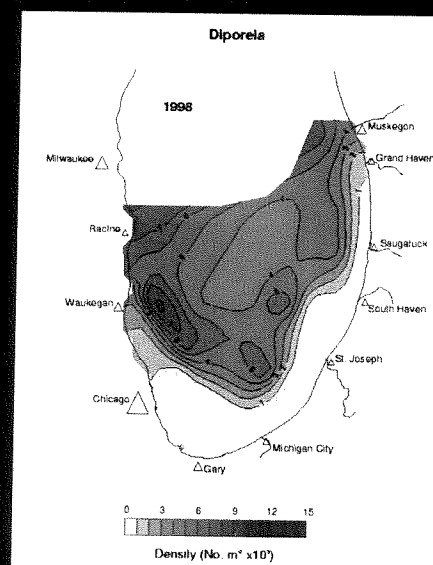 Diporeia
1998
Muskegon
Milwaukee
Grand Haven
Racine
Saugatuck
Waukegan
South Haven
St. Joseph
Chicago
Michigan City
Gary
0 3 6 9 12 15
Density (No. m⁻² x10³)